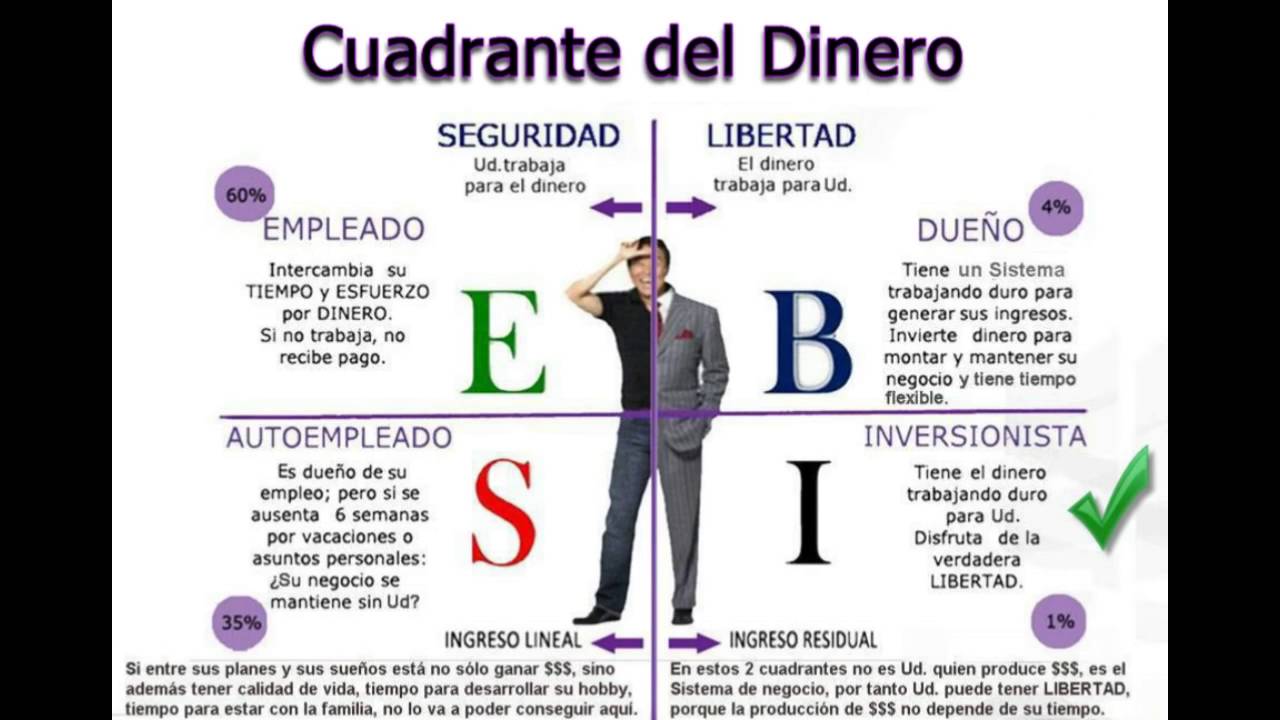 Cuadrante del Dinero
SEGURIDAD
Ud.trabaja
para el dinero
LIBERTAD
El dinero
trabaja para Ud.
60%
EMPLEADO
Intercambia su
TIEMPO y ESFUERZO
por DINERO.
Si no trabaja, no
recibe pago.
E
B
4%
DUEÑO
Tiene un Sistema
trabajando duro para
generar sus ingresos.
Invierte dinero para
montar y mantener su
negocio y tiene tiempo
flexible.
AUTOEMPLEADO
Es dueño de su
empleo; pero si se
ausenta 6 semanas
por vacaciones o
asuntos personales:
¿Su negocio se
mantiene sin Ud?
35%
S
I
INVERSIONISTA
Tiene el dinero
trabajando duro
para Ud.
Disfruta de la
verdadera
LIBERTAD.
1%
INGRESO LINEAL
INGRESO RESIDUAL
Si entre sus planes y sus sueños está no sólo ganar $$$, sino
además tener calidad de vida, tiempo para desarrollar su hobby,
tiempo para estar con la familia, no lo va a poder conseguir aquí.
En estos 2 cuadrantes no es Ud. quien produce $$$, es el
Sistema de negocio, por tanto Ud. puede tener LIBERTAD,
porque la producción de $$$ no depende de su tiempo.